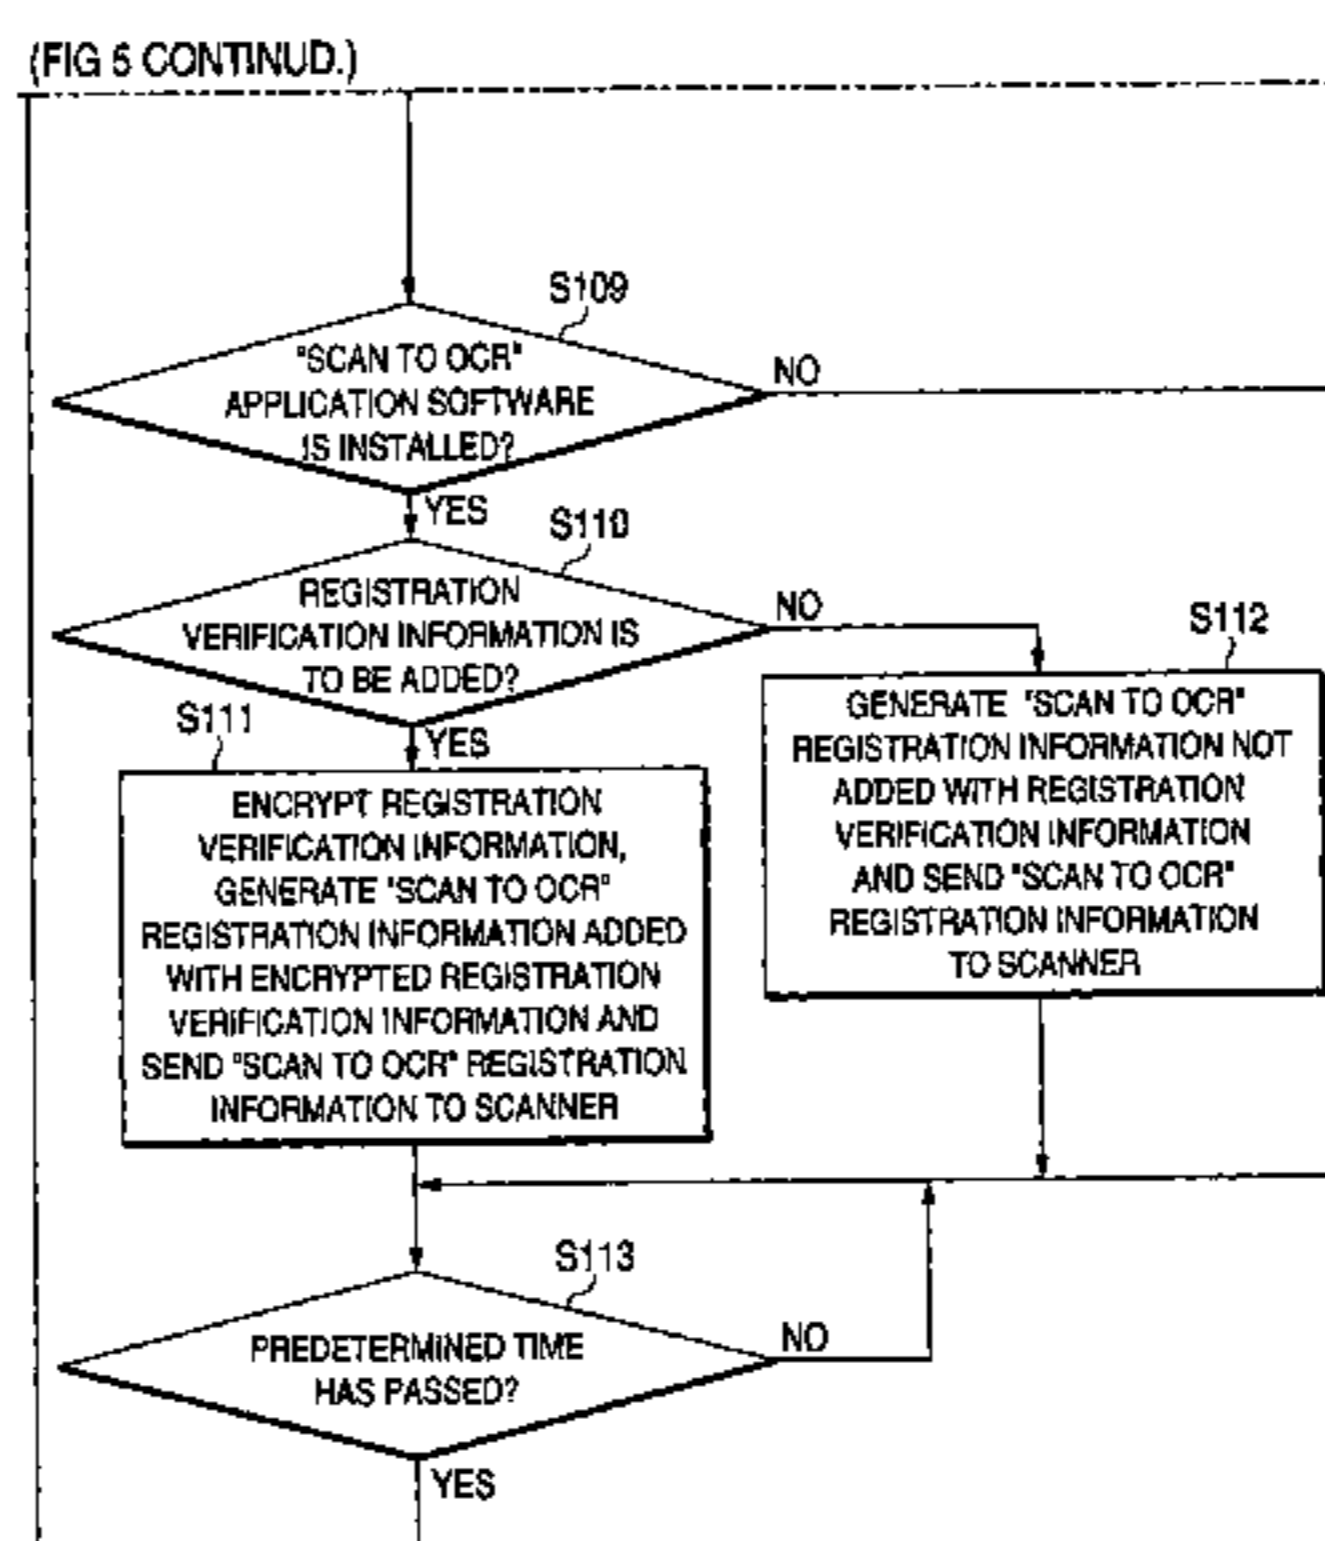 (FIG 5 CONTINUD.)
S109
"SCAN TO OCR"
APPLICATION SOFTWARE
IS INSTALLED?
NO
YES
S110
REGISTRATION
VERIFICATION INFORMATION IS
TO BE ADDED?
NO
YES
S111
ENCRYPT REGISTRATION
VERIFICATION INFORMATION,
GENERATE "SCAN TO OCR"
REGISTRATION INFORMATION ADDED
WITH ENCRYPTED REGISTRATION
VERIFICATION INFORMATION AND
SEND "SCAN TO OCR" REGISTRATION
INFORMATION TO SCANNER
S112
GENERATE "SCAN TO OCR"
REGISTRATION INFORMATION NOT
ADDED WITH REGISTRATION
VERIFICATION INFORMATION
AND SEND "SCAN TO OCR"
REGISTRATION INFORMATION
TO SCANNER
S113
PREDETERMINED TIME
HAS PASSED?
NO
YES